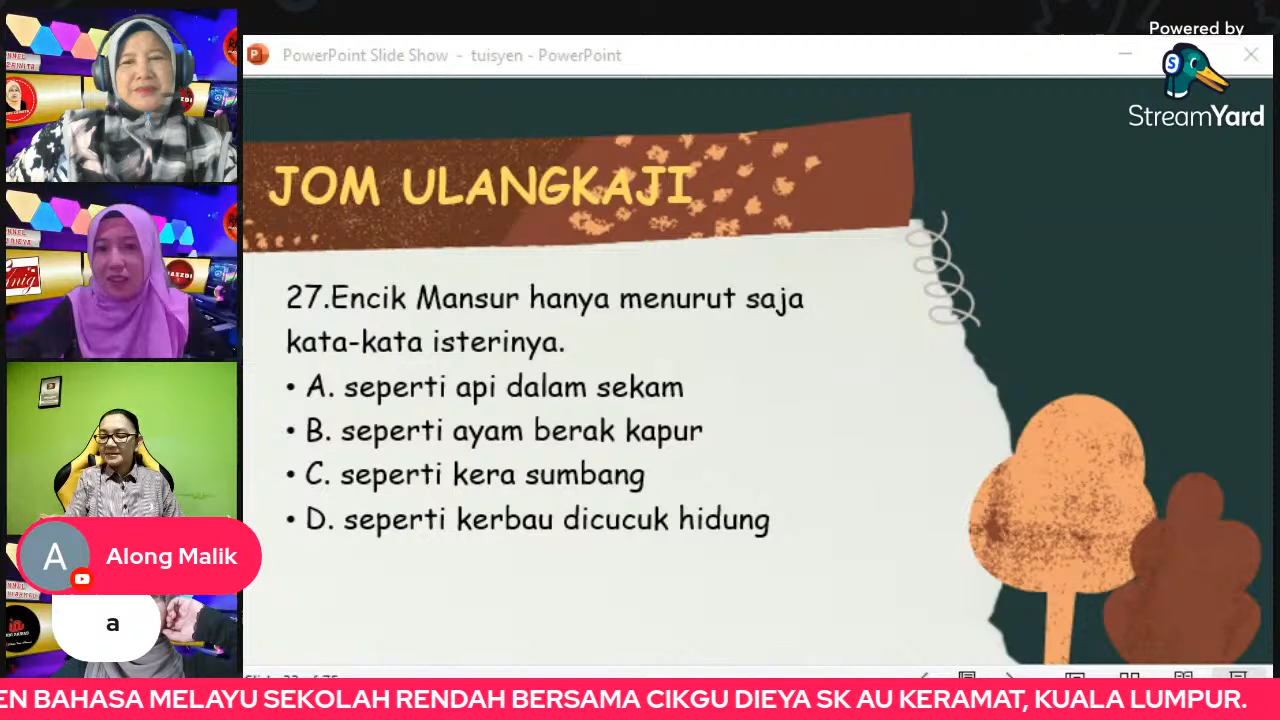 Powered by
StreamYard
PowerPoint Slide Show - tuisyen - PowerPoint
JOM ULANGKAJI
27.Encik Mansur hanya menurut saja
kata-kata isterinya.
• A. seperti api dalam sekam
• B. seperti ayam berak kapur
• C. seperti kera sumbang
• D. seperti kerbau dicucuk hidung
A
Along Malik
a
EN BAHASA MELAYU SEKOLAH RENDAH BERSAMA CIKGU DIEYA SK AU KERAMAT, KUALA LUMPUR.